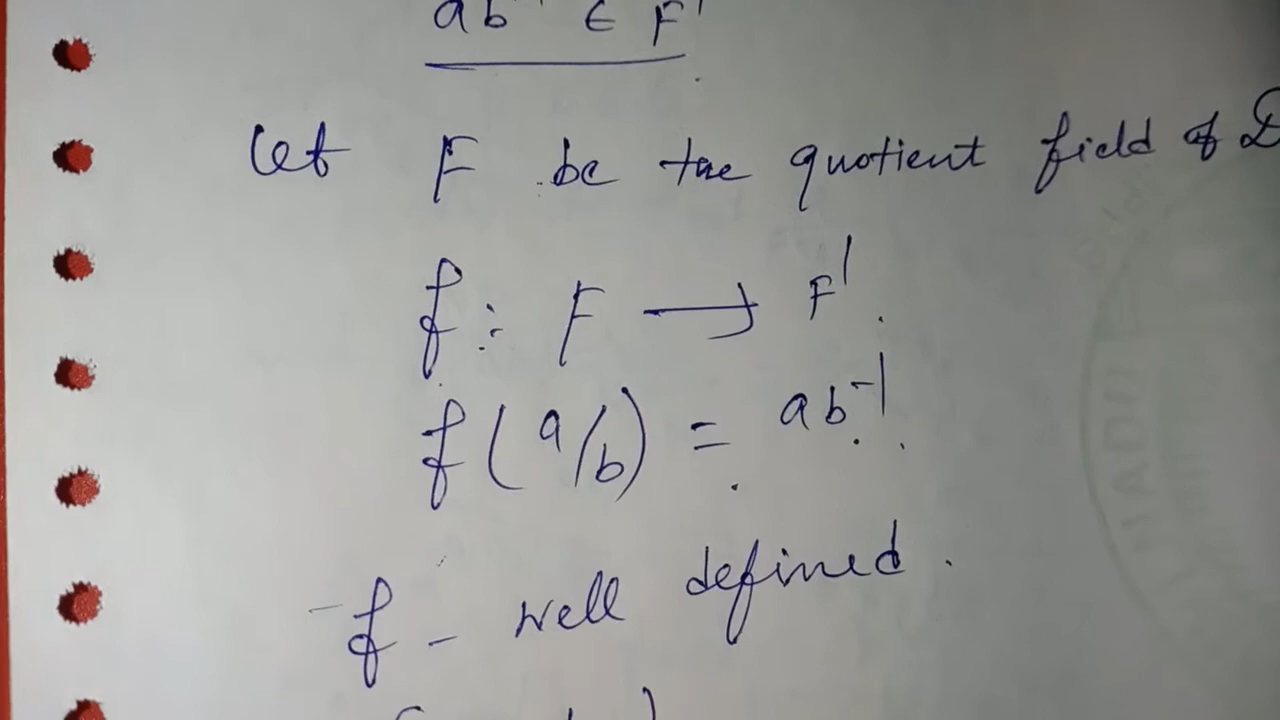 ab⁻¹ ∈ F'
Let F be the quotient field of D
f : F → F'.
f(a/b) = ab⁻¹.
f - well defined.